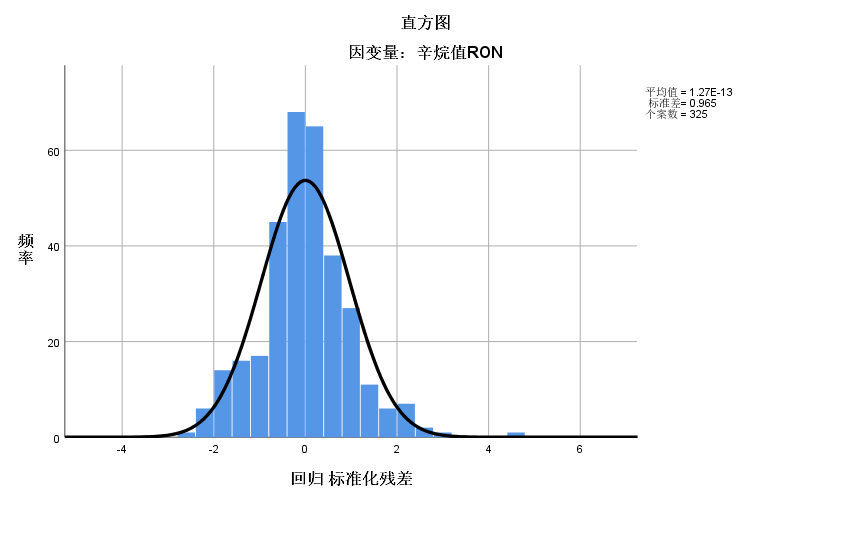 直方图
因变量：辛烷值RON
平均值 = 1.27E-13
标准差= 0.965
个案数 = 325
频率
60
40
20
0
-4 -2 0 2 4 6
回归 标准化残差